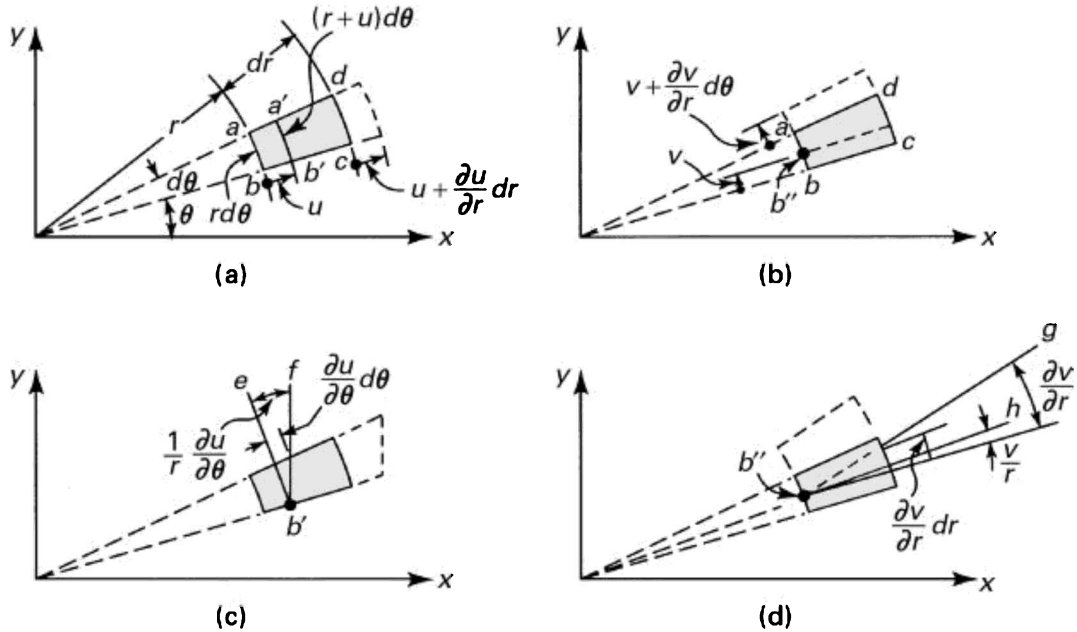 y
(r + u)dθ
dr
d
a′
r
a
dθ
b
b′
c
θ
rdθ
u
u + ∂u/∂r dr
x
(a)
y
v + ∂v/∂r dθ
a
d
v
c
b″
b
x
(b)
y
e
f
∂u/∂θ dθ
1/r ∂u/∂θ
b′
x
(c)
y
g
∂v/∂r
h
b″
v/r
∂v/∂r dr
x
(d)